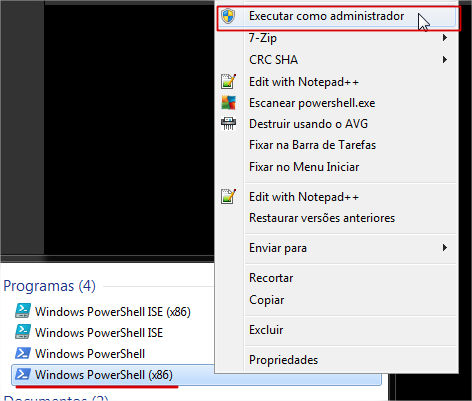 Executar como administrador
7-Zip
CRC SHA
Edit with Notepad++
Escanear powershell.exe
Destruir usando o AVG
Fixar na Barra de Tarefas
Fixar no Menu Iniciar
Edit with Notepad++
Restaurar versões anteriores
Enviar para
Recortar
Copiar
Excluir
Propriedades
Programas (4)
Windows PowerShell ISE (x86)
Windows PowerShell ISE
Windows PowerShell
Windows PowerShell (x86)
Documentos (2)